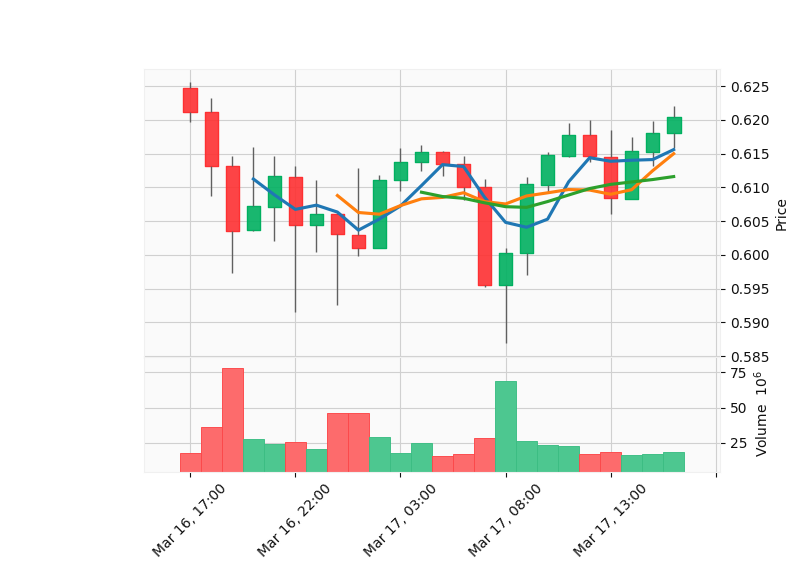 0.625
0.620
0.615
0.610
0.605
0.600
0.595
0.590
0.585
Price
75
50
25
Volume 10⁶
Mar 16, 17:00
Mar 16, 22:00
Mar 17, 03:00
Mar 17, 08:00
Mar 17, 13:00